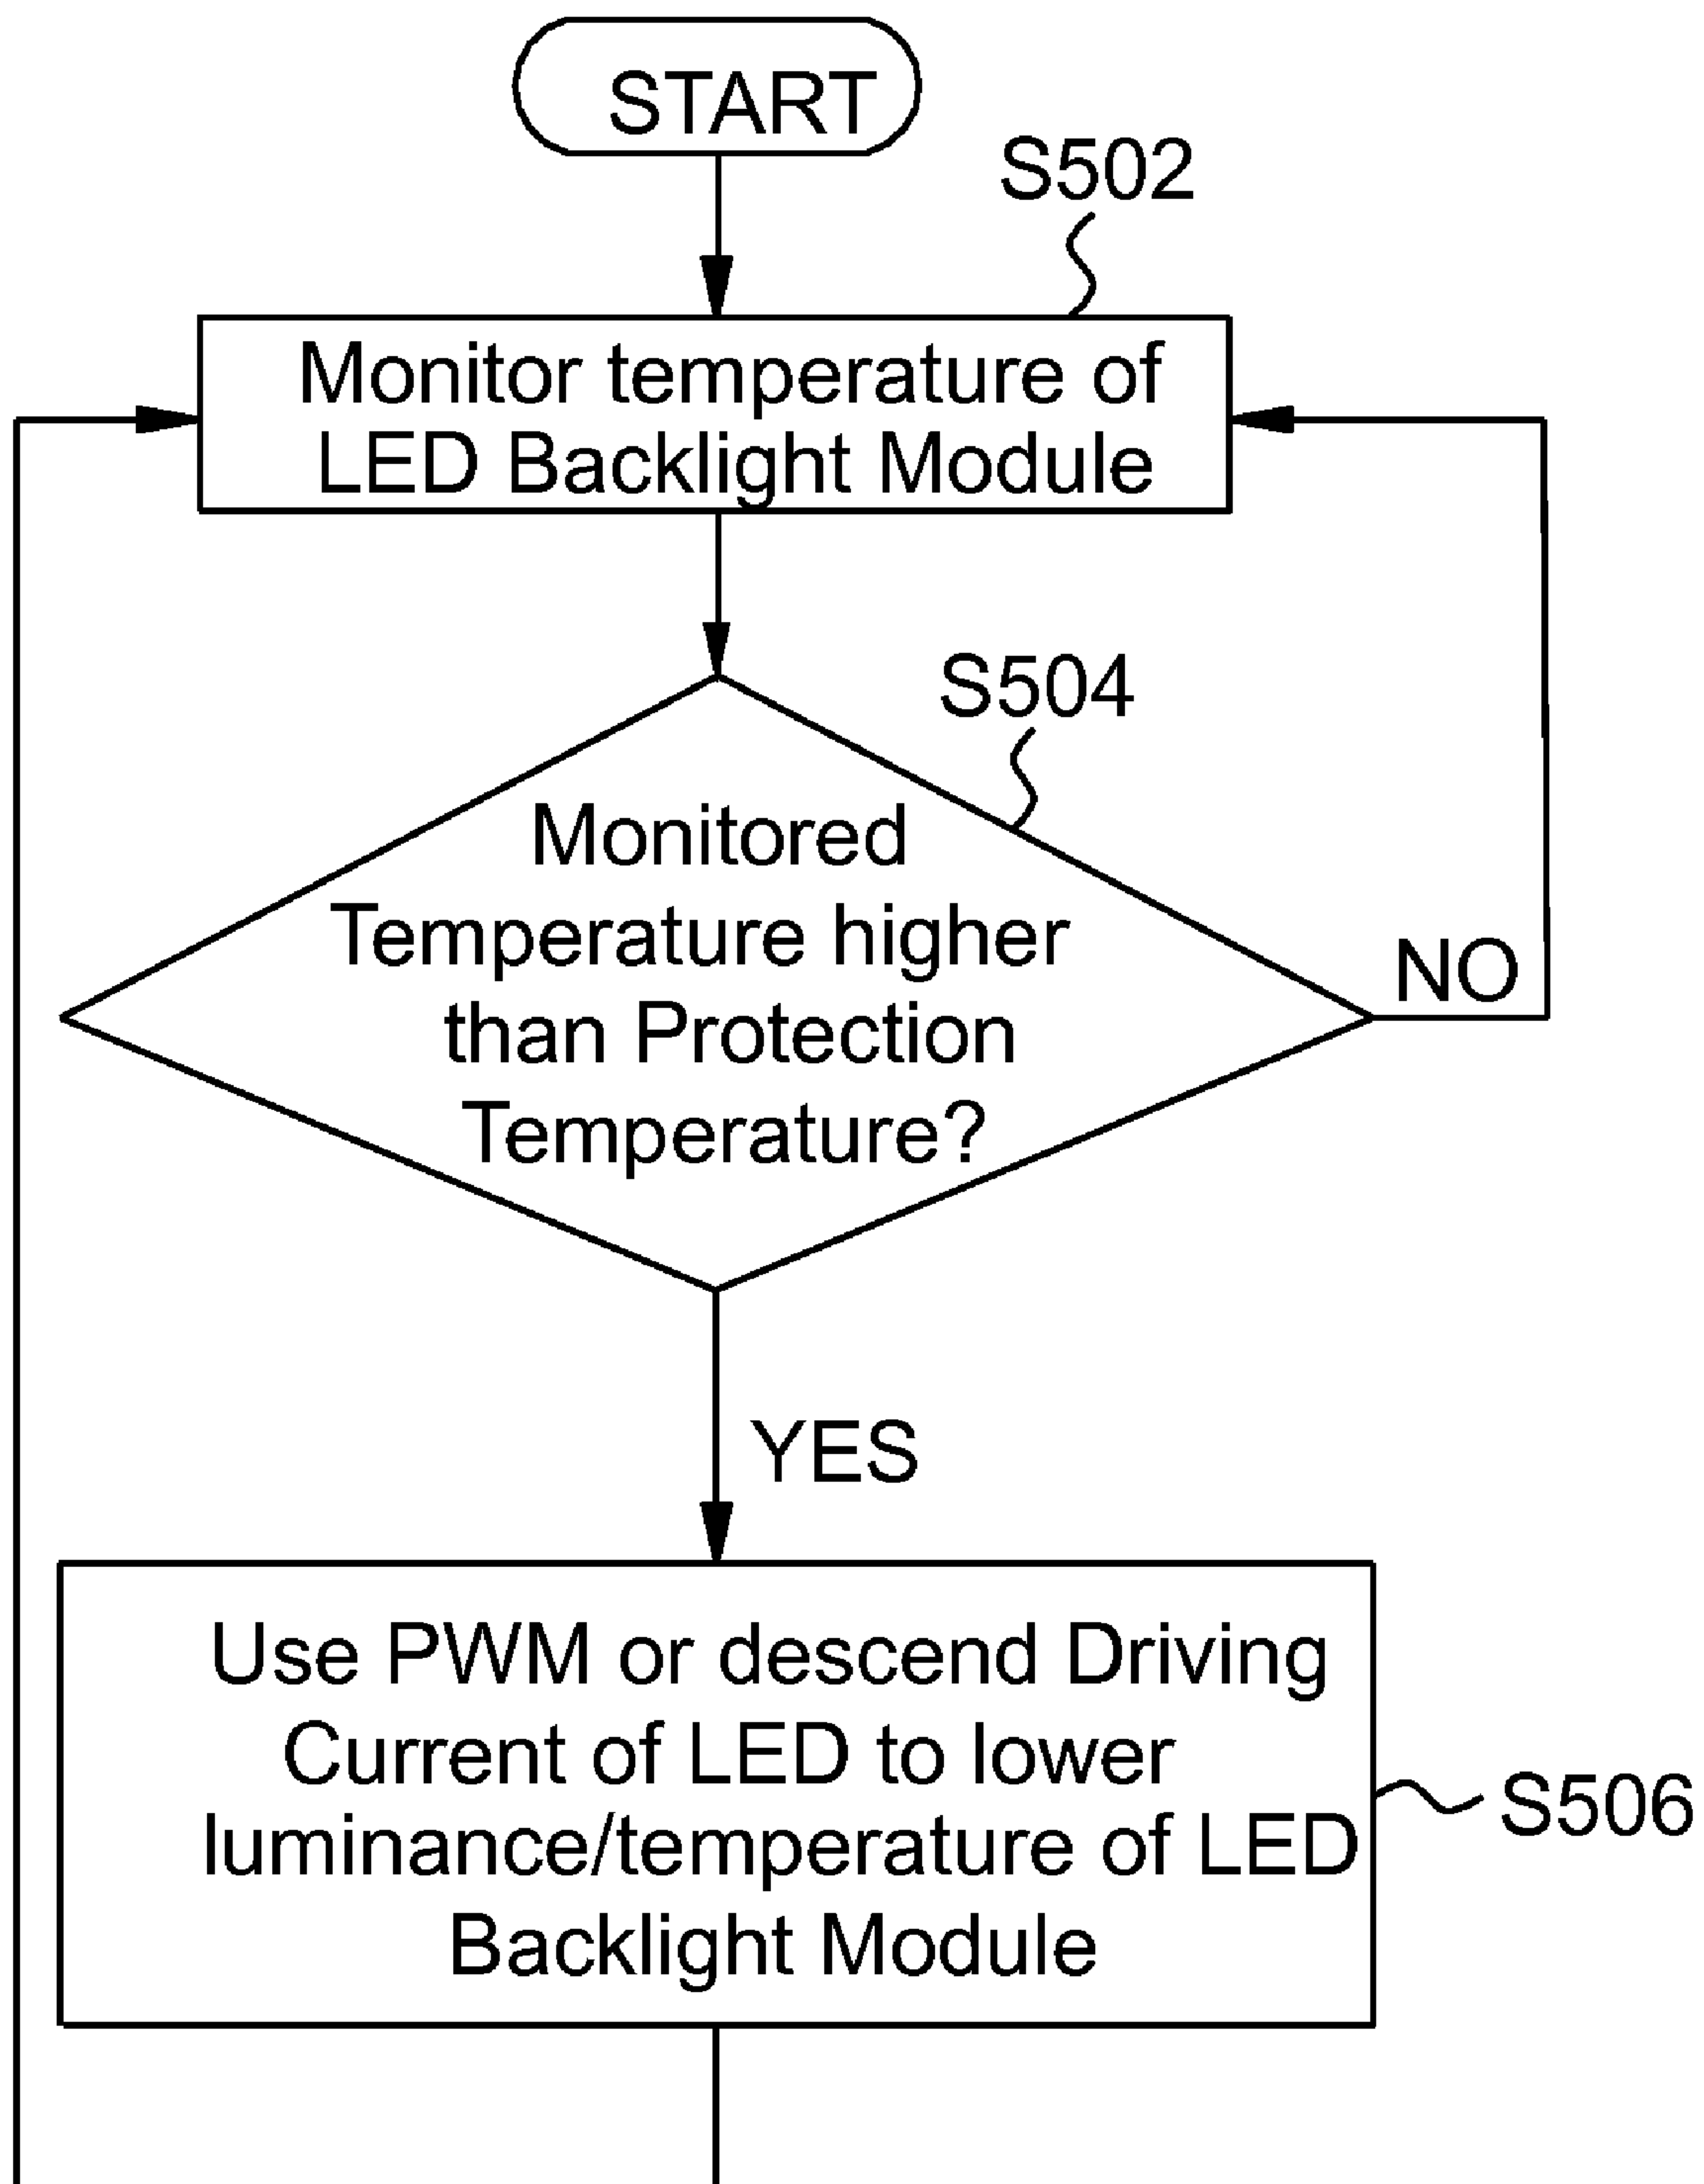 START
S502
Monitor temperature of
LED Backlight Module
S504
Monitored
Temperature higher
than Protection
Temperature?
NO
YES
Use PWM or descend Driving
Current of LED to lower
luminance/temperature of LED
Backlight Module
S506